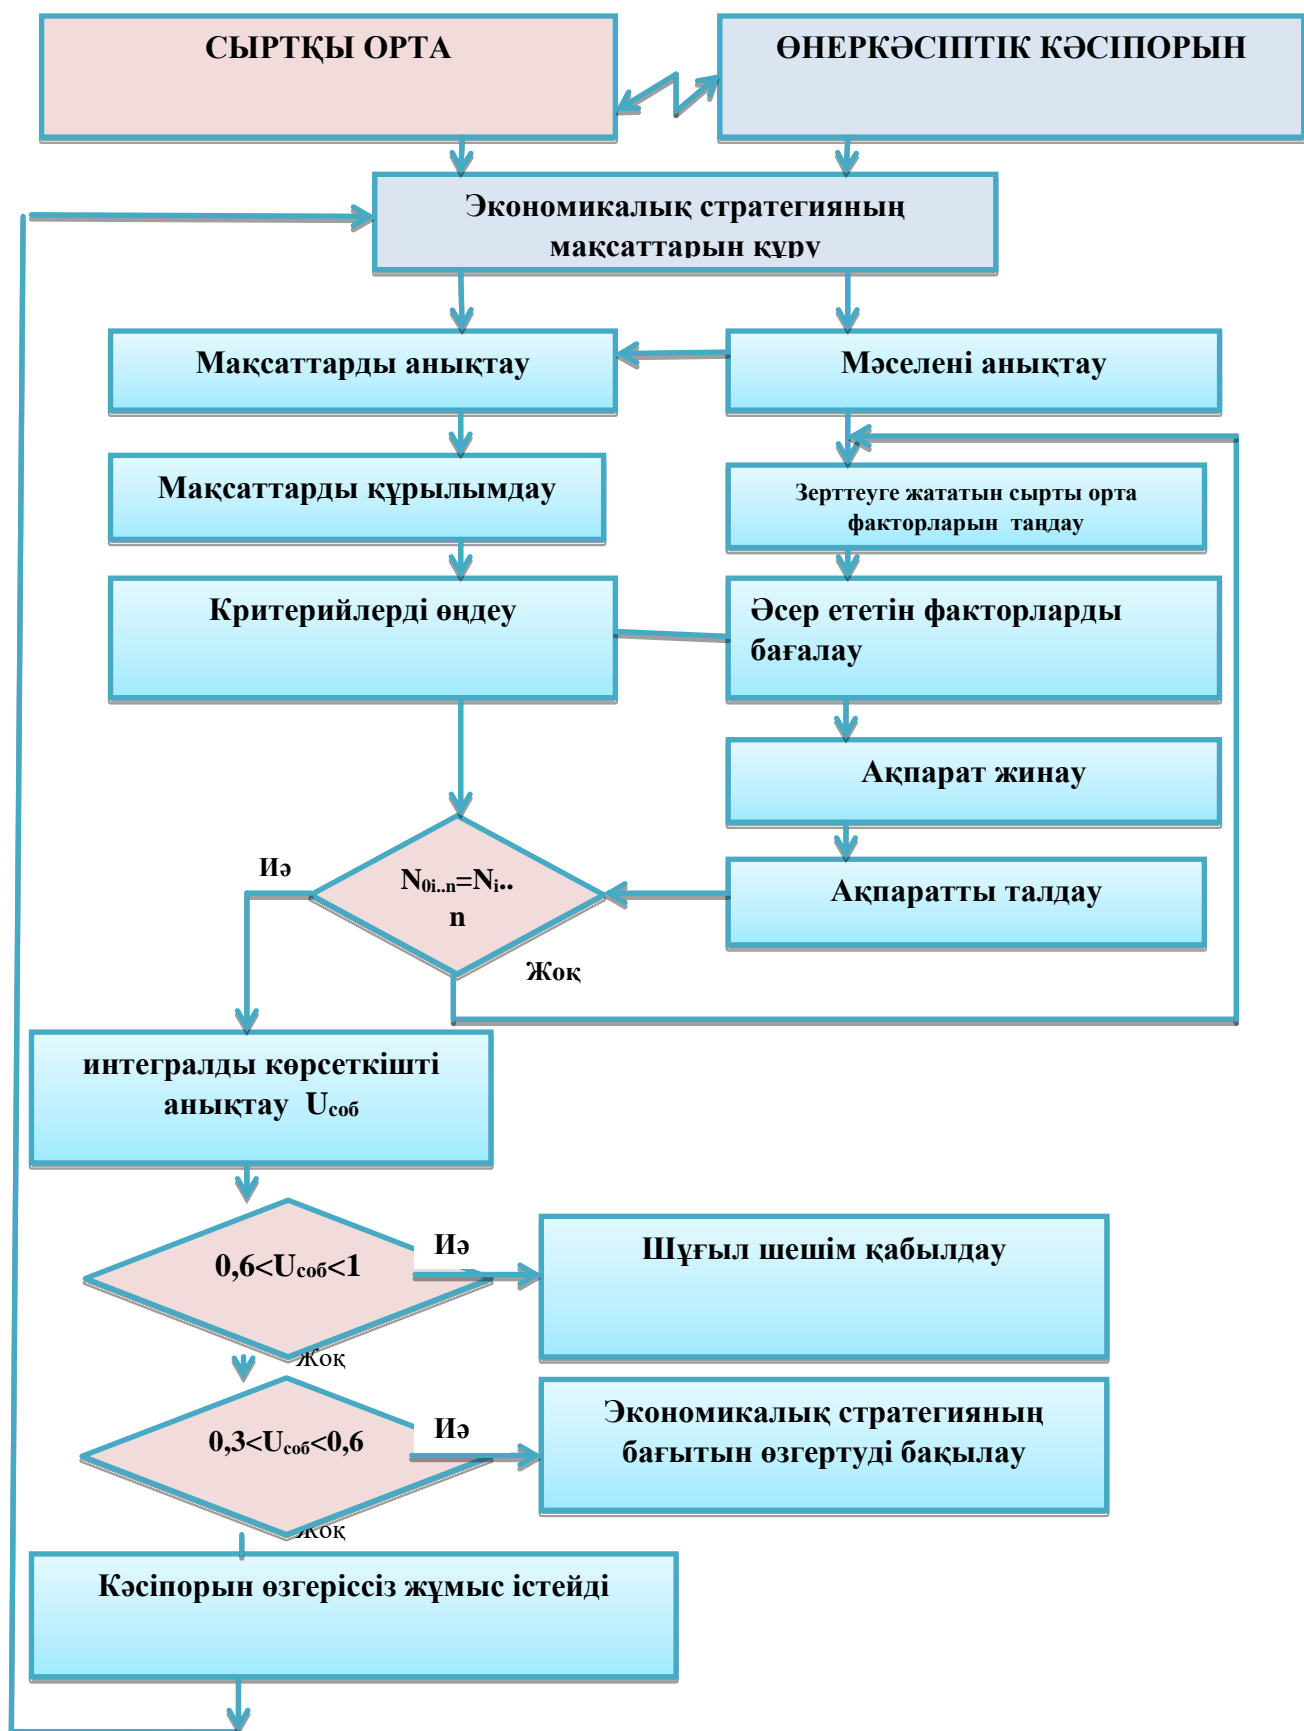 СЫРТҚЫ ОРТА
ӨНЕРКӘСІПТІК КӘСІПОРЫН
Экономикалық стратегияның
мақсаттарын құру
Мақсаттарды анықтау
Мәселені анықтау
Мақсаттарды құрылымдау
Зерттеуге жататын сырты орта
факторларын таңдау
Критерийлерді өңдеу
Әсер ететін факторларды
бағалау
Ақпарат жинау
Иә
N0i..n=Ni..
n
Ақпаратты талдау
Жоқ
интегралды көрсеткішті
анықтау Uсоб
0,6<Uсоб<1
Иә
Шұғыл шешім қабылдау
Жоқ
0,3<Uсоб<0,6
Иә
Экономикалық стратегияның
бағытын өзгертуді бақылау
Жоқ
Кәсіпорын өзгеріссіз жұмыс істейді